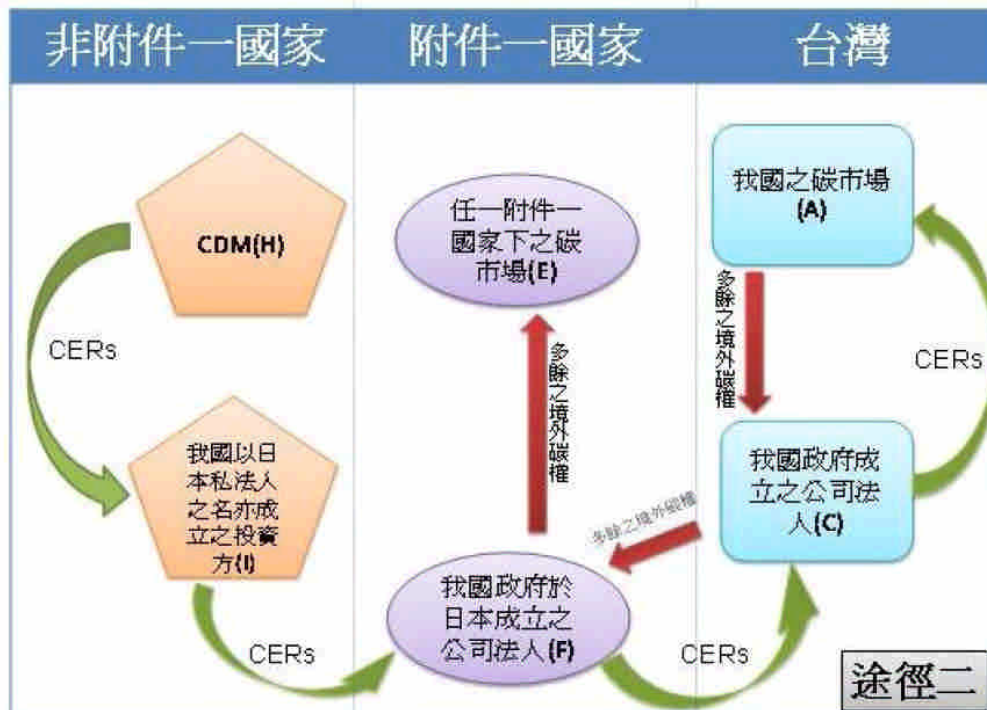 非附件一國家
附件一國家
台灣
CDM(H)
CERs
我國以日
本私法人
之名亦成
立之投資
方(I)
CERs
任一附件一
國家下之碳
市場(E)
多餘之境外碳權
我國政府於
日本成立之
公司法人(F)
CERs
我國之碳市場
(A)
多餘之境外碳權
CERs
我國政府成
立之公司法
人(C)
多餘之境外碳權
途徑二